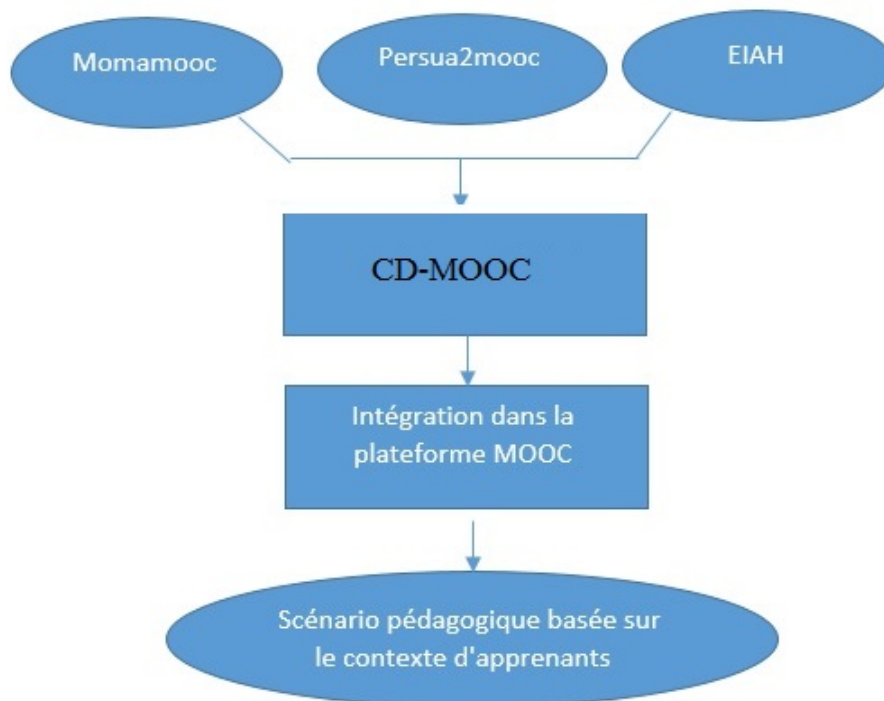 Momamooc
Persua2mooc
EIAH
CD-MOOC
Intégration dans la
plateforme MOOC
Scénario pédagogique basée sur
le contexte d'apprenants